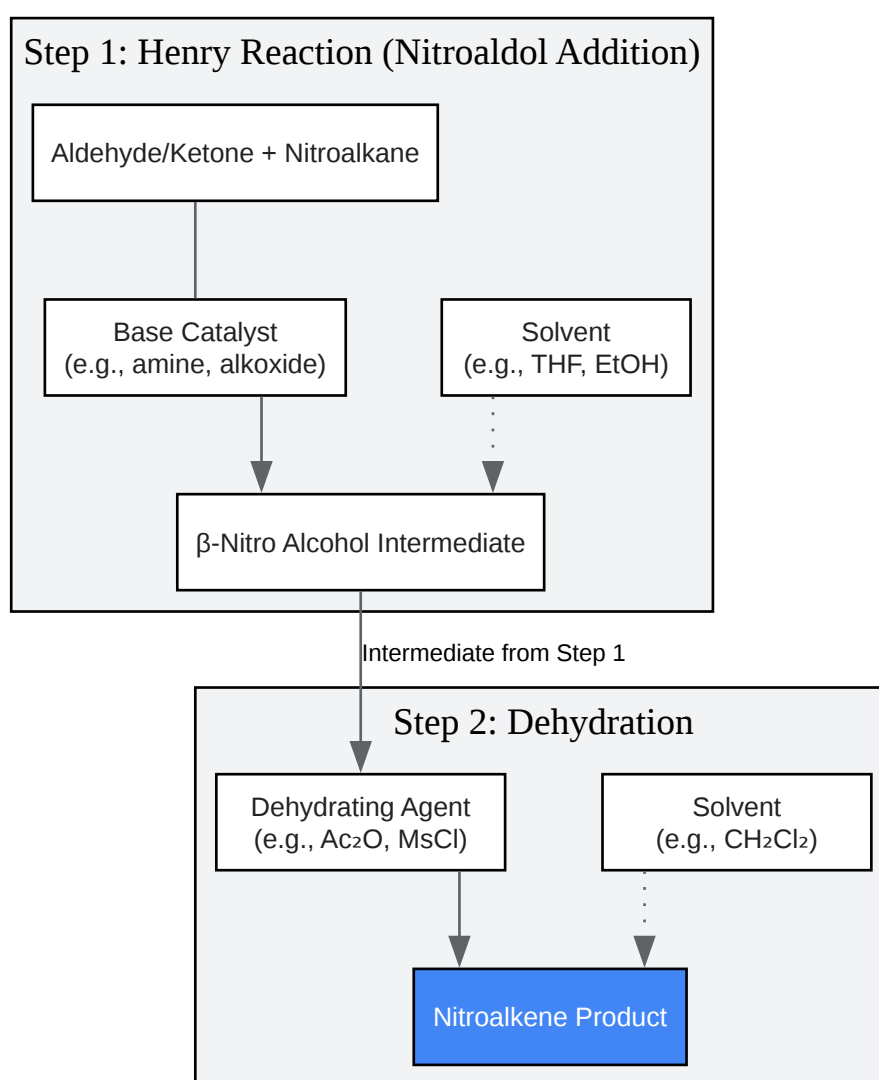 Step 1: Henry Reaction (Nitroaldol Addition)
Aldehyde/Ketone + Nitroalkane
Base Catalyst
(e.g., amine, alkoxide)
Solvent
(e.g., THF, EtOH)
β-Nitro Alcohol Intermediate
Intermediate from Step 1
Step 2: Dehydration
Dehydrating Agent
(e.g., Ac₂O, MsCl)
Solvent
(e.g., CH₂Cl₂)
Nitroalkene Product